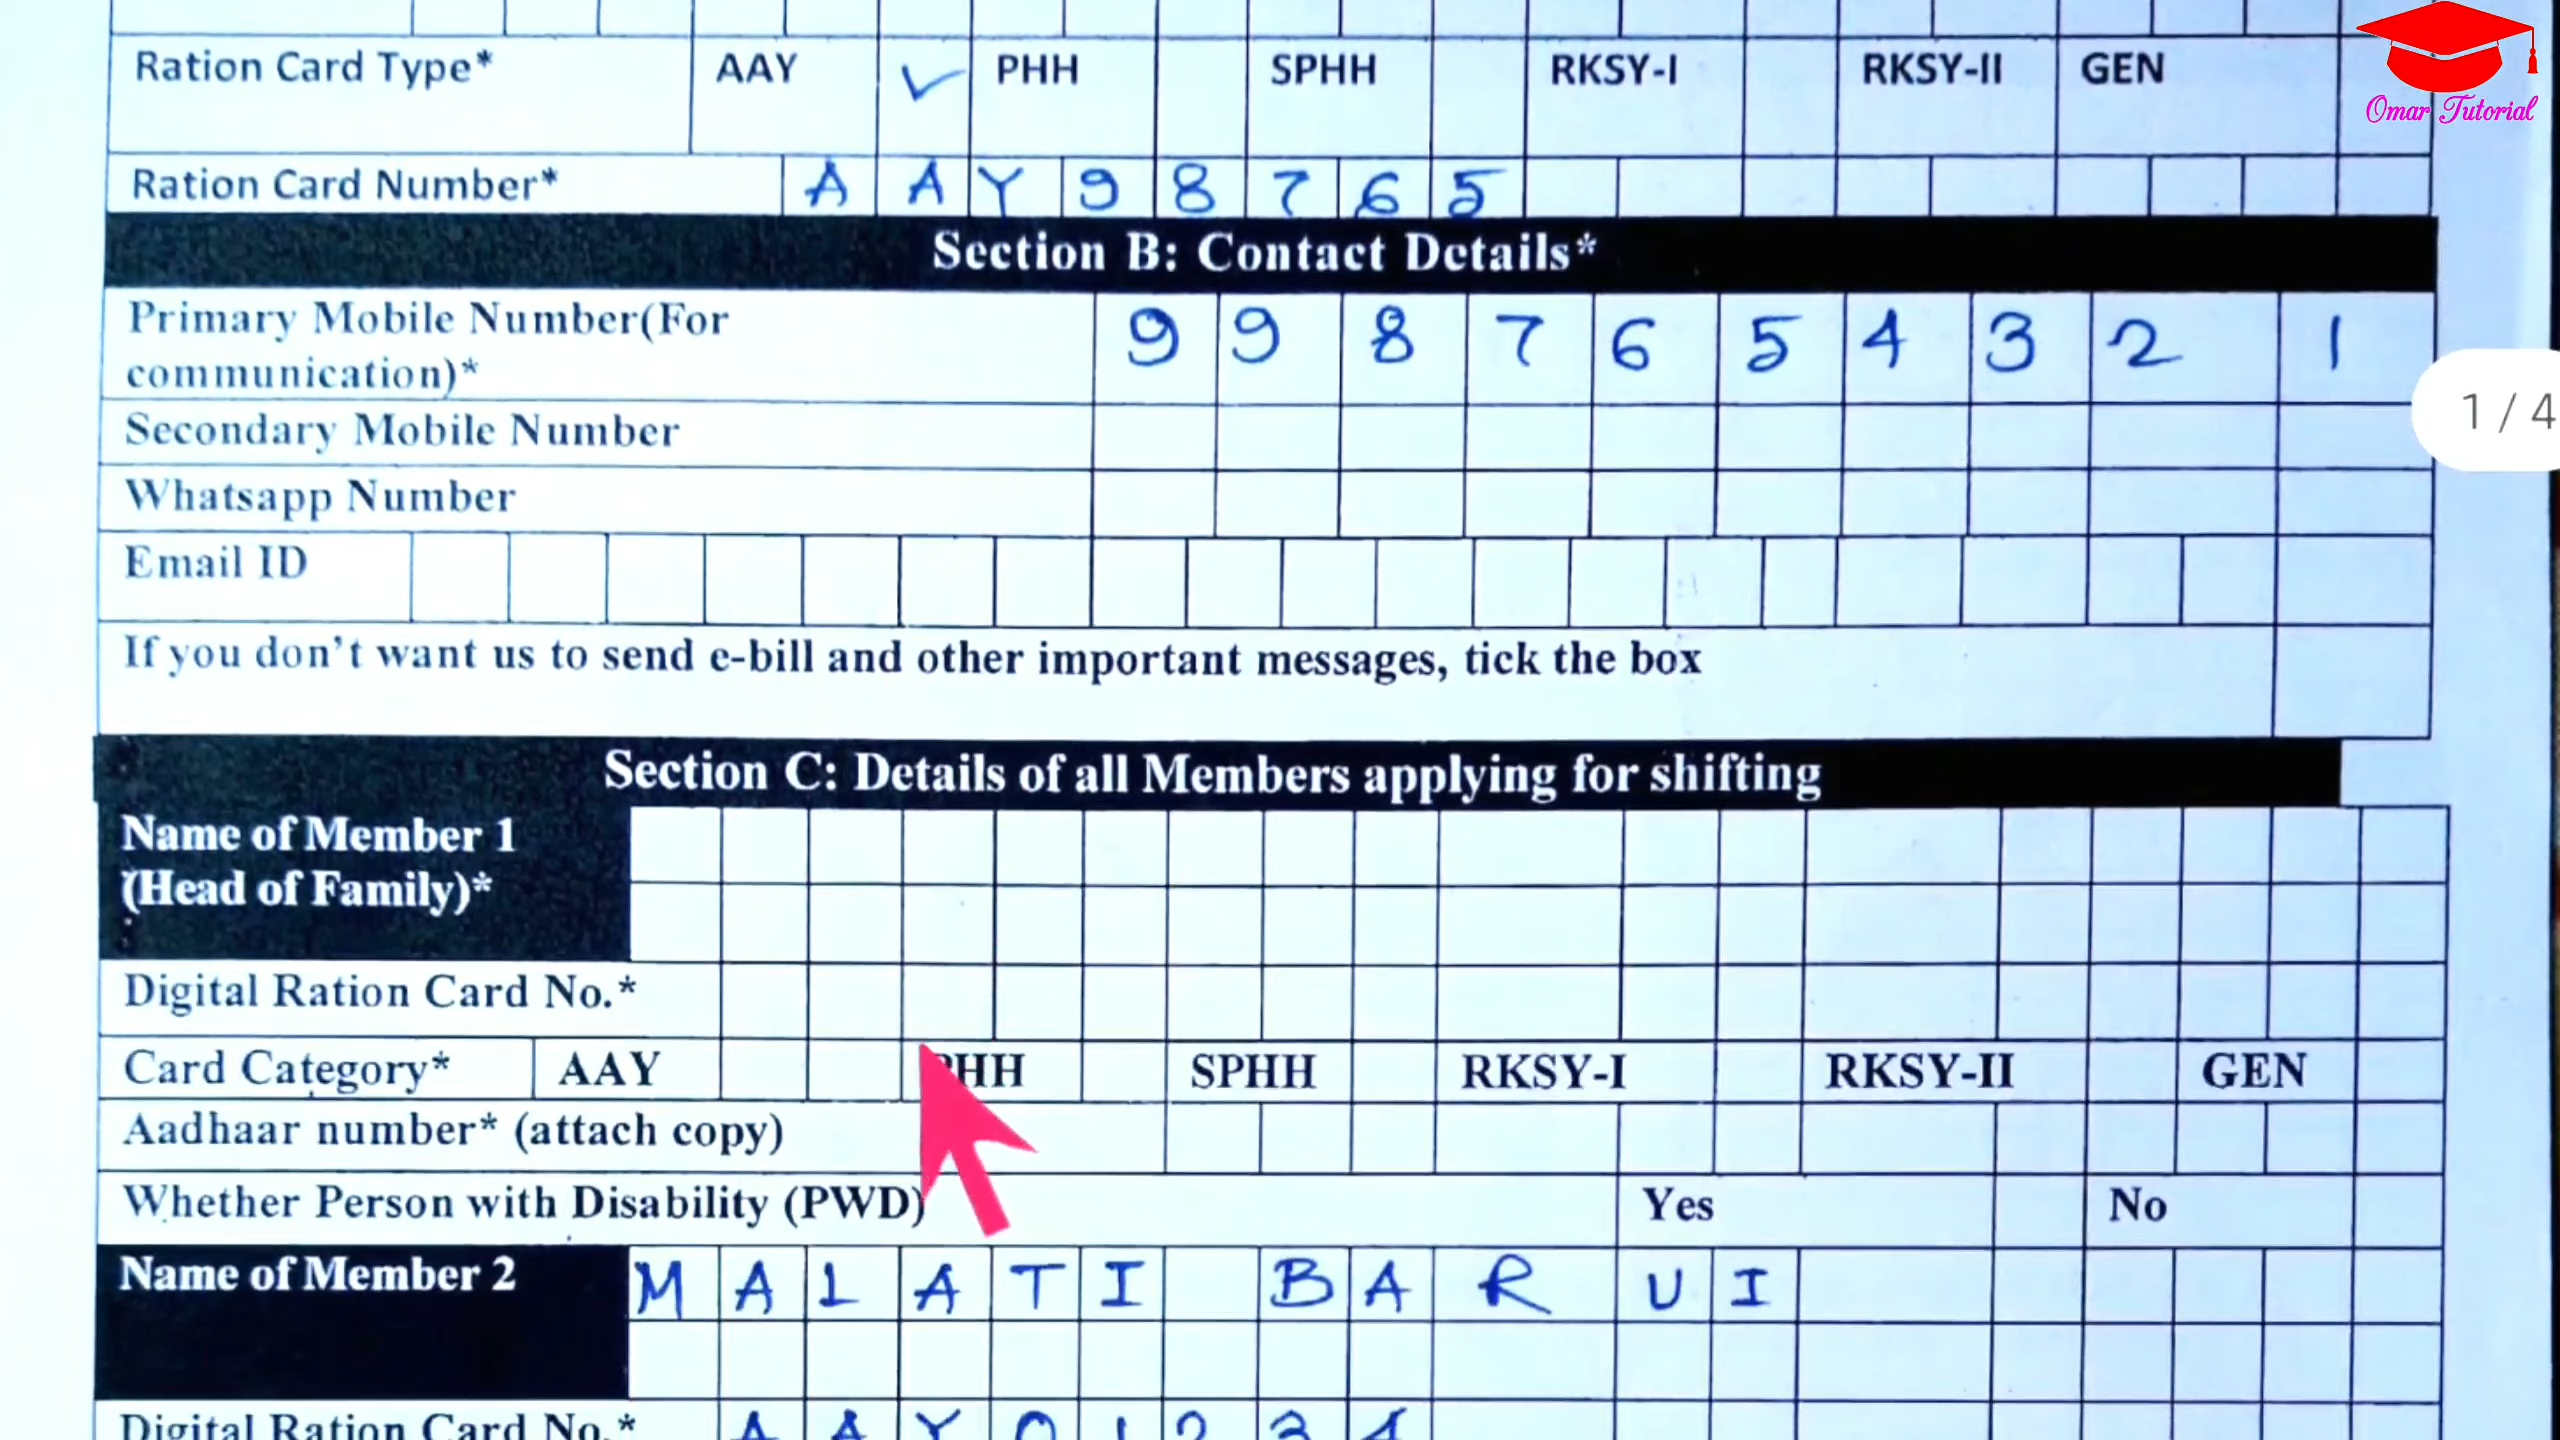 Ration Card Type* AAY ✓ PHH SPHH RKSY-I RKSY-II GEN
Omar Tutorial
Ration Card Number* A A Y 9 8 7 6 5
Section B: Contact Details*
Primary Mobile Number(For communication)* 9 9 8 7 6 5 4 3 2 1
1 / 4
Secondary Mobile Number
Whatsapp Number
Email ID
If you don't want us to send e-bill and other important messages, tick the box
Section C: Details of all Members applying for shifting
Name of Member 1
(Head of Family)*
Digital Ration Card No.*
Card Category* AAY PHH SPHH RKSY-I RKSY-II GEN
Aadhaar number* (attach copy)
Whether Person with Disability (PWD) Yes No
Name of Member 2 M A L A T I B A R U I
Digital Ration Card No.* A A Y 0 1 2 3 4